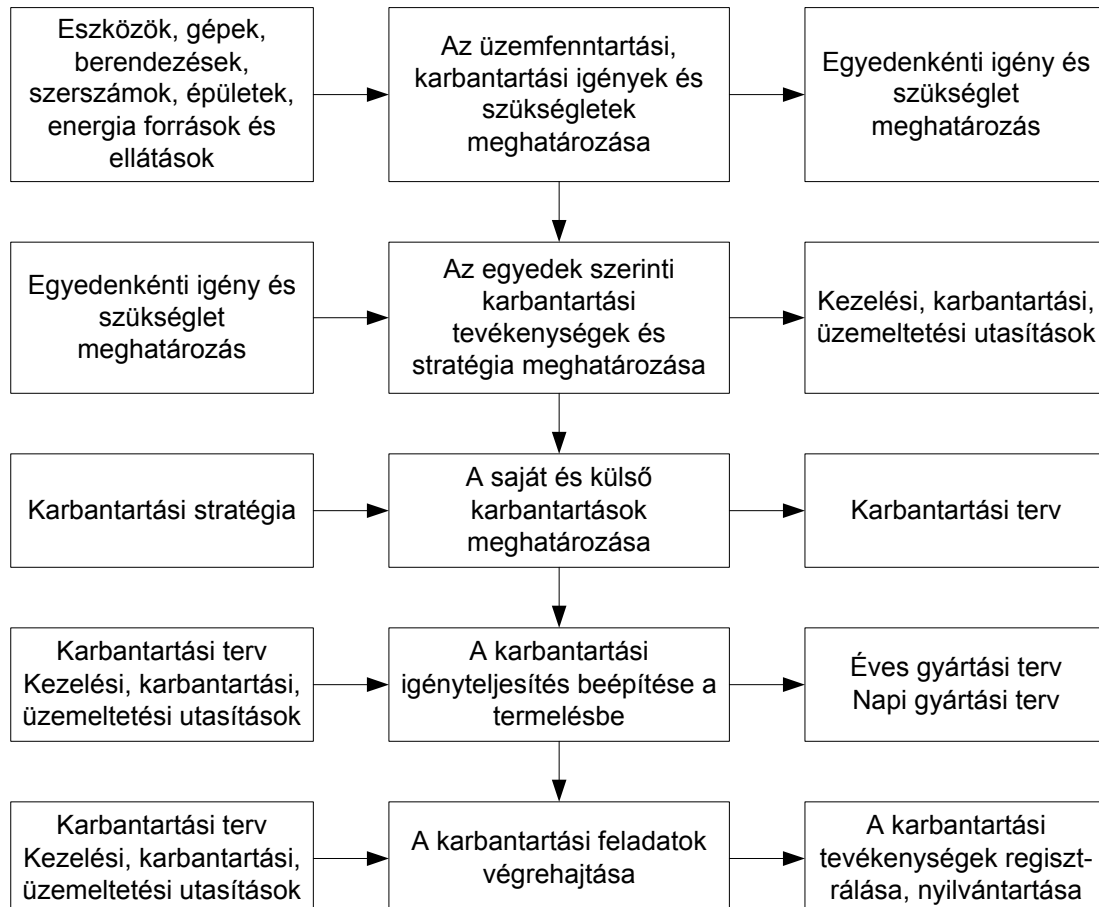 Eszközök, gépek,
berendezések,
szerszámok, épületek,
energia források és
ellátások
Az üzemfenntartási,
karbantartási igények és
szükségletek
meghatározása
Egyedenkénti igény és
szükséglet
meghatározás
Egyedenkénti igény és
szükséglet
meghatározás
Az egyedek szerinti
karbantartási
tevékenységek és
stratégia meghatározása
Kezelési, karbantartási,
üzemeltetési utasítások
Karbantartási stratégia
A saját és külső
karbantartások
meghatározása
Karbantartási terv
Karbantartási terv
Kezelési, karbantartási,
üzemeltetési utasítások
A karbantartási
igényteljesítés beépítése a
termelésbe
Éves gyártási terv
Napi gyártási terv
Karbantartási terv
Kezelési, karbantartási,
üzemeltetési utasítások
A karbantartási feladatok
végrehajtása
A karbantartási
tevékenységek regiszt-
rálása, nyilvántartása